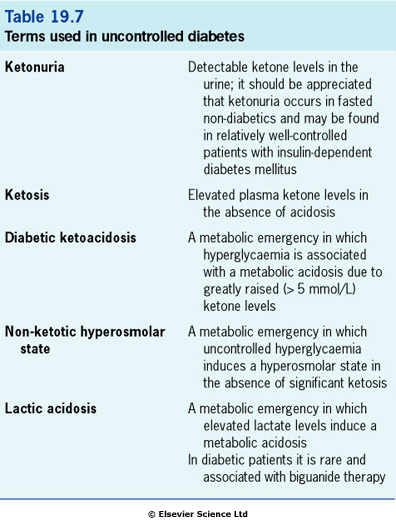 Table 19.7
Terms used in uncontrolled diabetes
Ketonuria Detectable ketone levels in the
urine; it should be appreciated
that ketonuria occurs in fasted
non-diabetics and may be found
in relatively well-controlled
patients with insulin-dependent
diabetes mellitus
Ketosis Elevated plasma ketone levels in
the absence of acidosis
Diabetic ketoacidosis A metabolic emergency in which
hyperglycaemia is associated
with a metabolic acidosis due to
greatly raised (> 5 mmol/L)
ketone levels
Non-ketotic hyperosmolar A metabolic emergency in which
state uncontrolled hyperglycaemia
induces a hyperosmolar state in
the absence of significant ketosis
Lactic acidosis A metabolic emergency in which
elevated lactate levels induce a
metabolic acidosis
In diabetic patients it is rare and
associated with biguanide therapy
© Elsevier Science Ltd